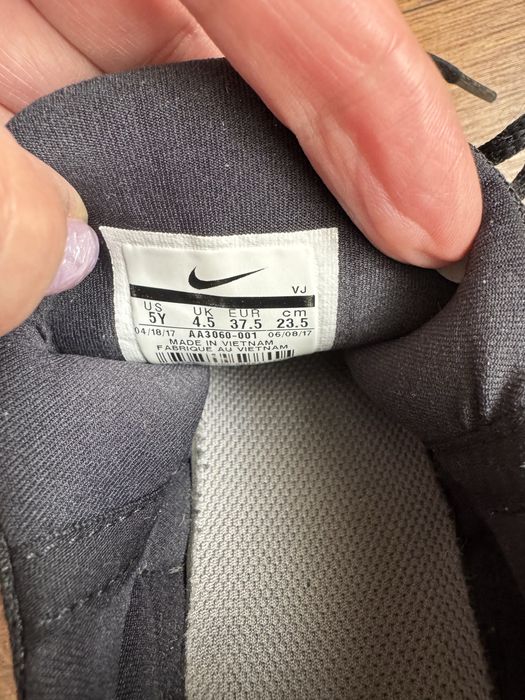 VJ
US UK EUR cm
5Y 4.5 37.5 23.5
04/18/17 AA3060-001 06/08/17
MADE IN VIETNAM
FABRIQUE AU VIETNAM